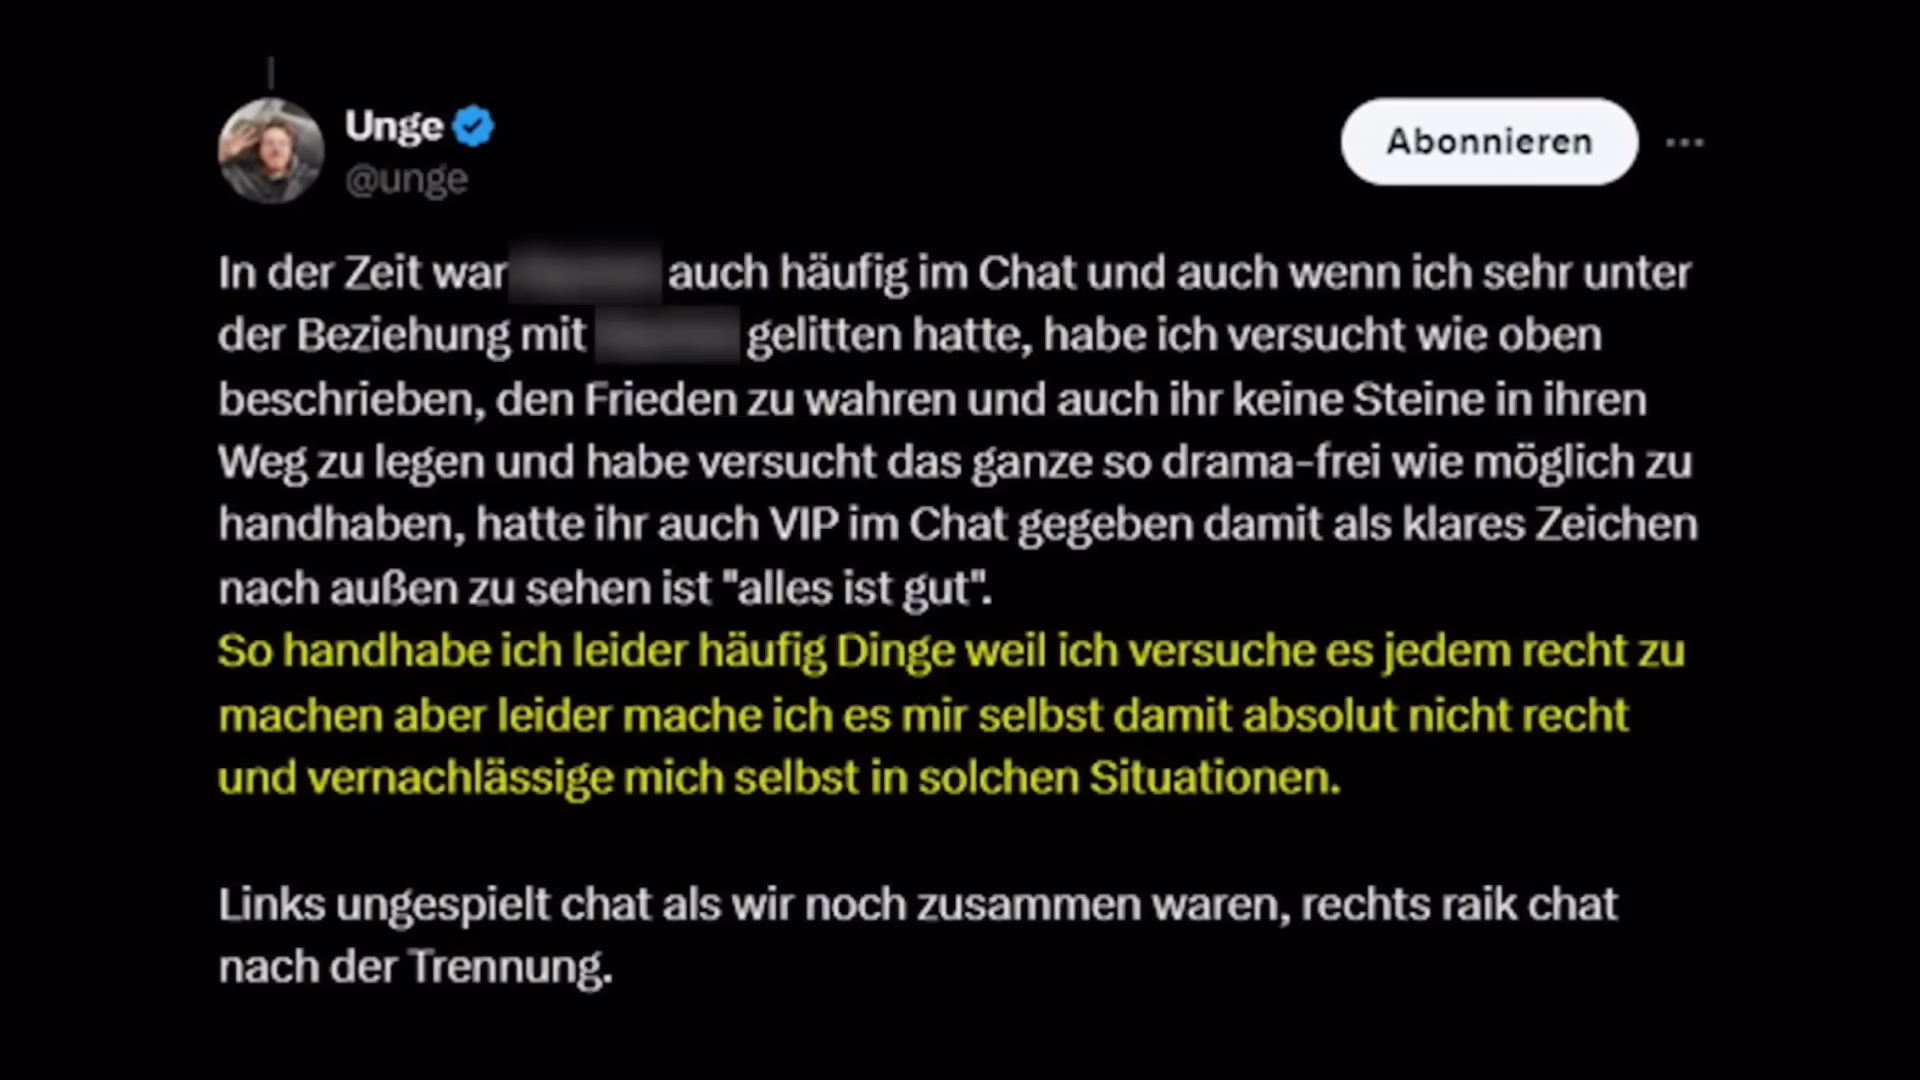 Unge
@unge
Abonnieren
In der Zeit war auch häufig im Chat und auch wenn ich sehr unter
der Beziehung mit gelitten hatte, habe ich versucht wie oben
beschrieben, den Frieden zu wahren und auch ihr keine Steine in ihren
Weg zu legen und habe versucht das ganze so drama-frei wie möglich zu
handhaben, hatte ihr auch VIP im Chat gegeben damit als klares Zeichen
nach außen zu sehen ist "alles ist gut".
So handhabe ich leider häufig Dinge weil ich versuche es jedem recht zu
machen aber leider mache ich es mir selbst damit absolut nicht recht
und vernachlässige mich selbst in solchen Situationen.
Links ungespielt chat als wir noch zusammen waren, rechts raik chat
nach der Trennung.